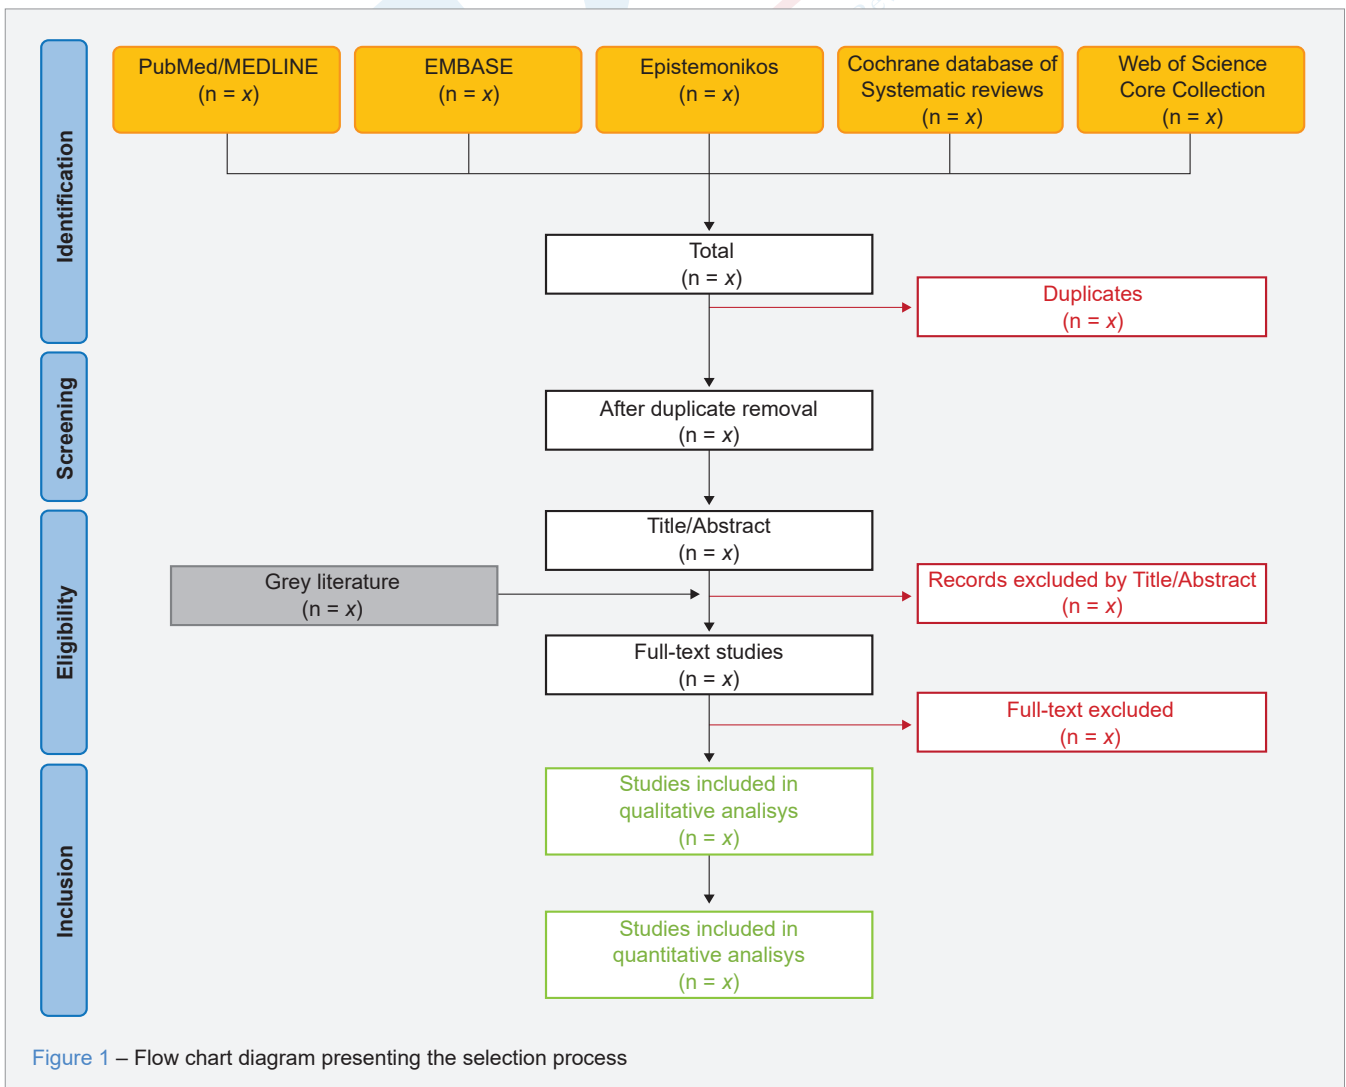 Identification
PubMed/MEDLINE
(n = x)
EMBASE
(n = x)
Epistemonikos
(n = x)
Cochrane database of
Systematic reviews
(n = x)
Web of Science
Core Collection
(n = x)
Total
(n = x)
Duplicates
(n = x)
Screening
After duplicate removal
(n = x)
Eligibility
Title/Abstract
(n = x)
Grey literature
(n = x)
Records excluded by Title/Abstract
(n = x)
Full-text studies
(n = x)
Full-text excluded
(n = x)
Inclusion
Studies included in
qualitative analisys
(n = x)
Studies included in
quantitative analisys
(n = x)
Figure 1 – Flow chart diagram presenting the selection process